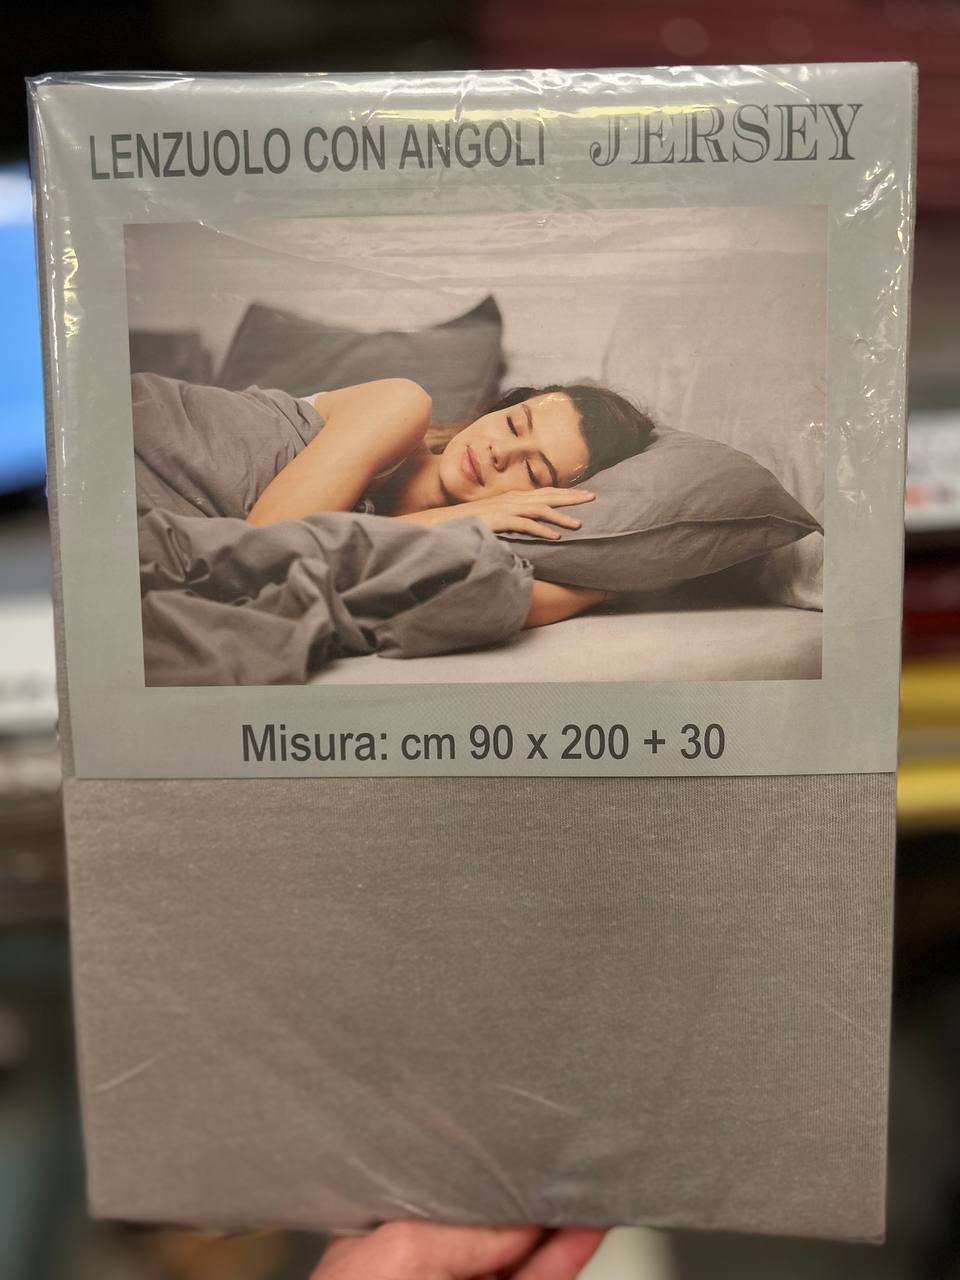 LENZUOLO CON ANGOLI JERSEY
Misura: cm 90 x 200 + 30